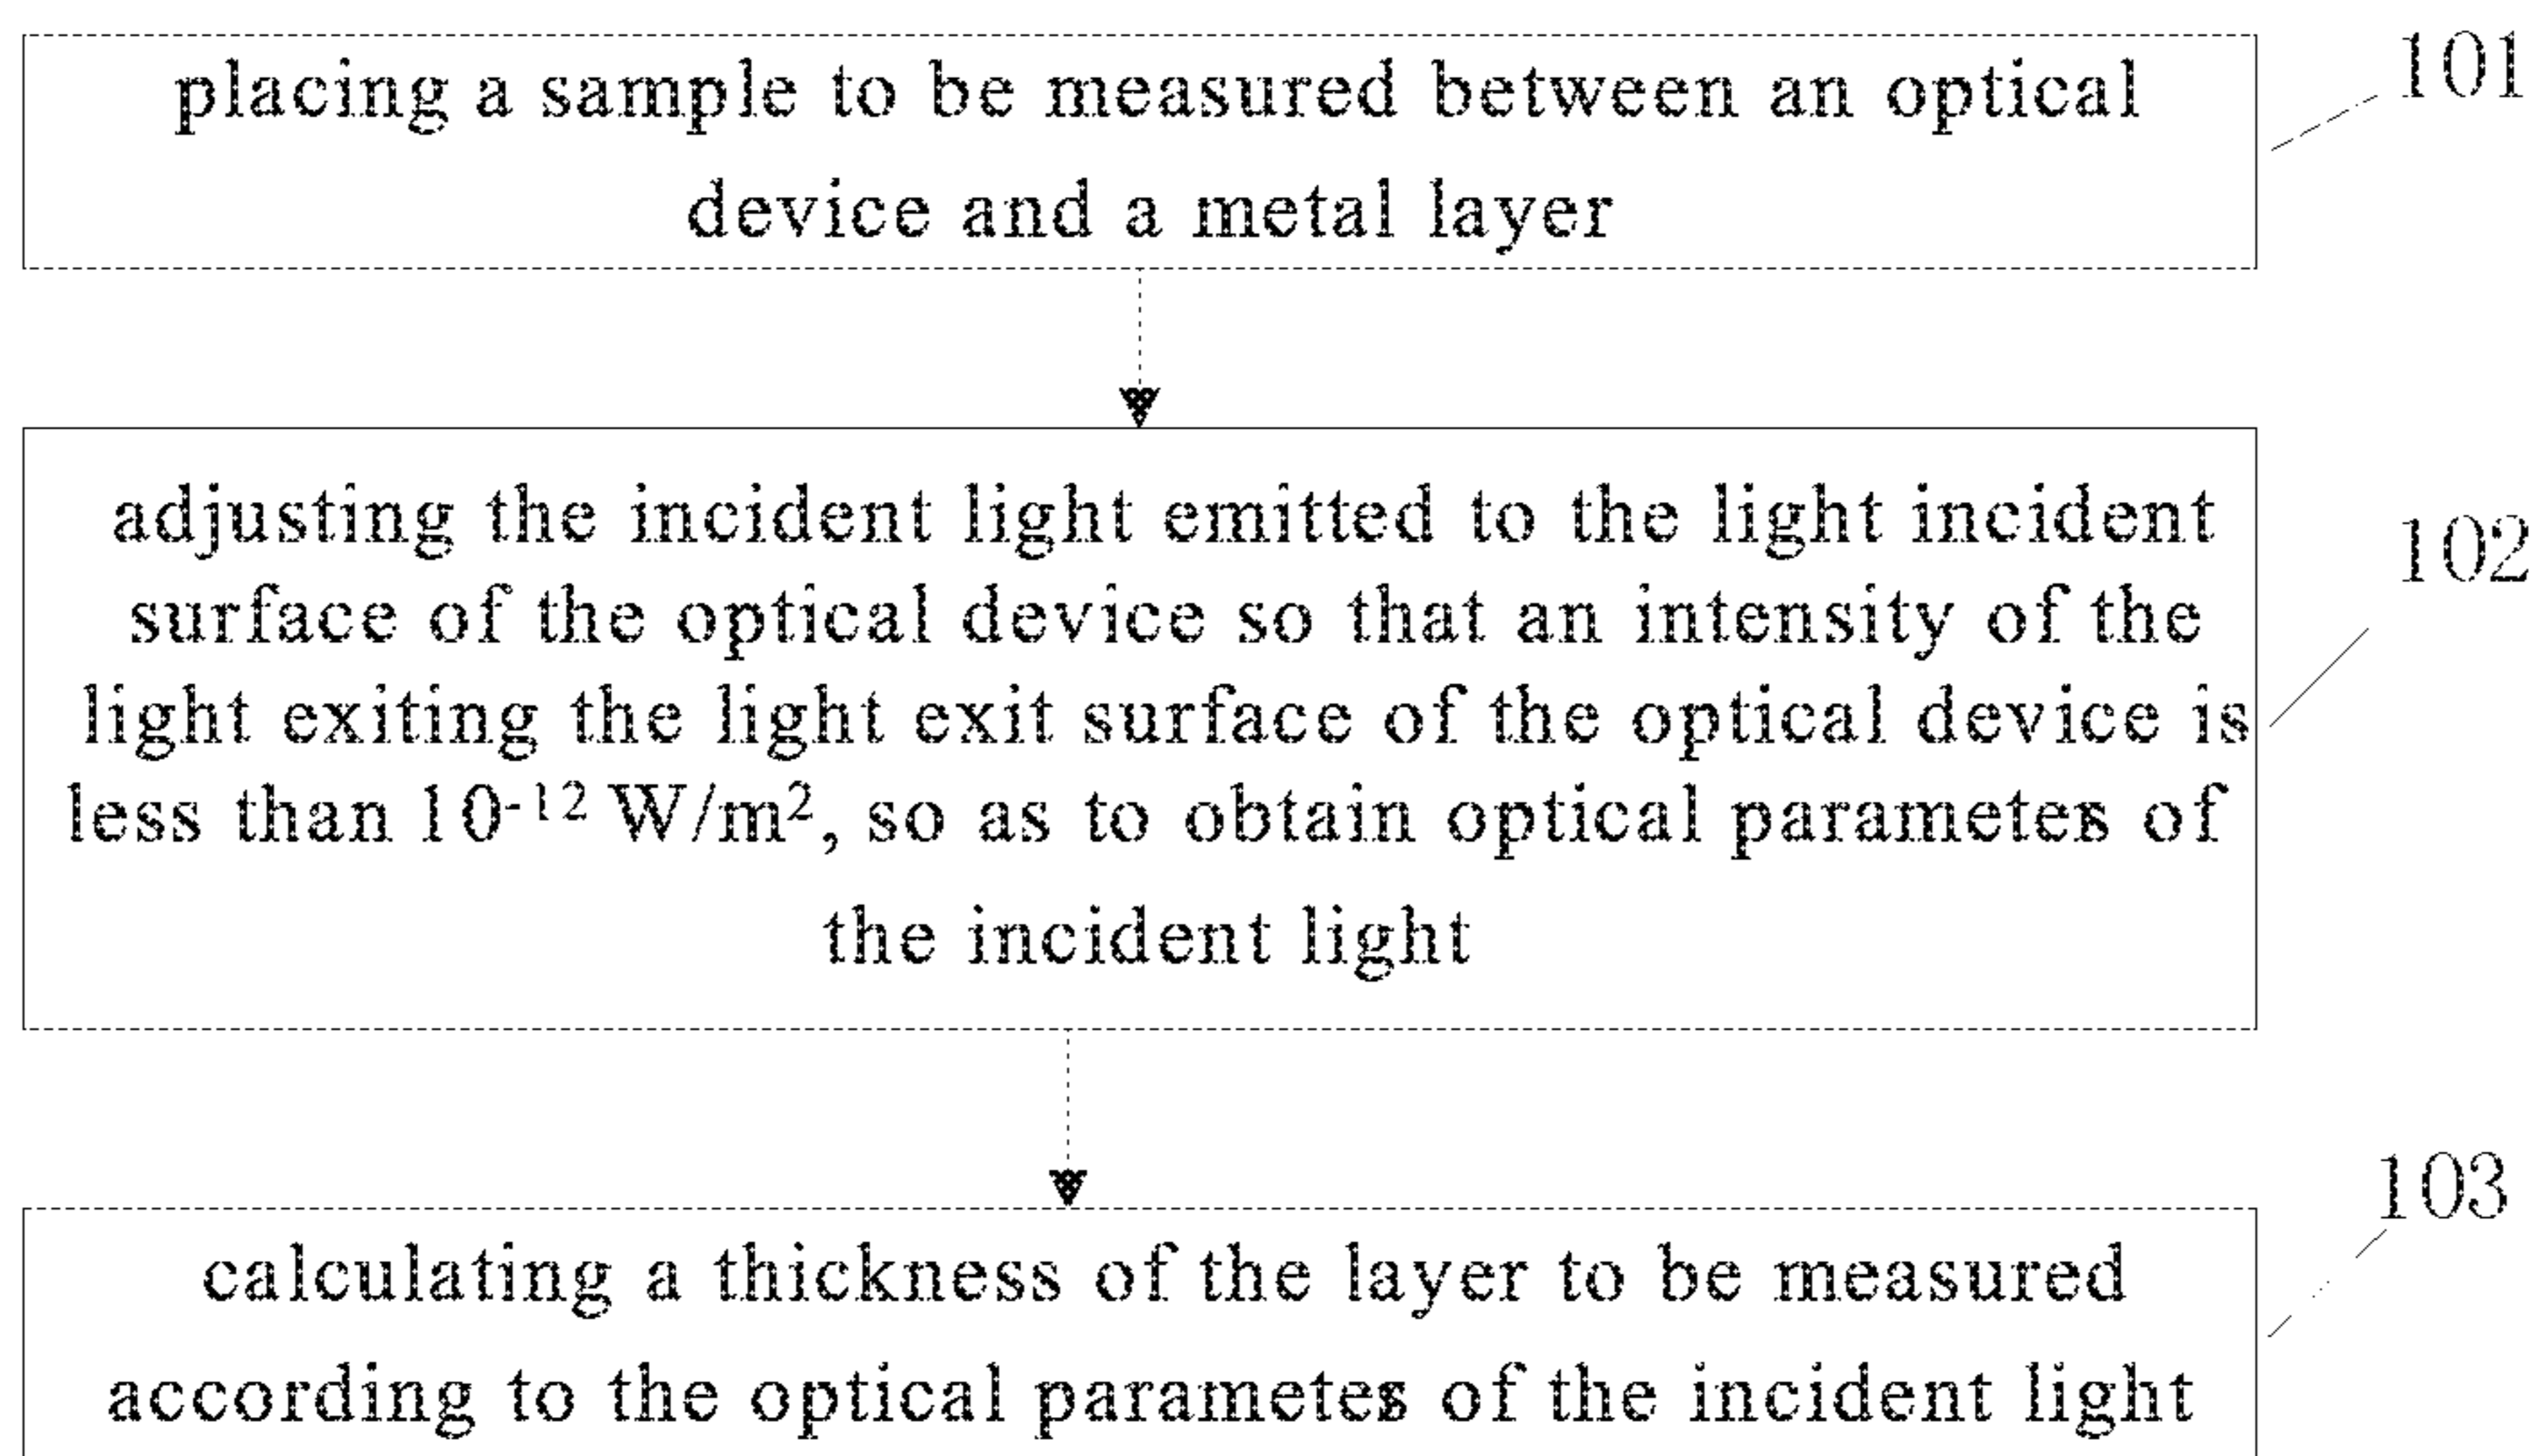 placing a sample to be measured between an optical
device and a metal layer
101
adjusting the incident light emitted to the light incident
surface of the optical device so that an intensity of the
light exiting the light exit surface of the optical device is
less than 10⁻¹² W/m², so as to obtain optical parameters of
the incident light
102
calculating a thickness of the layer to be measured
according to the optical parameters of the incident light
103